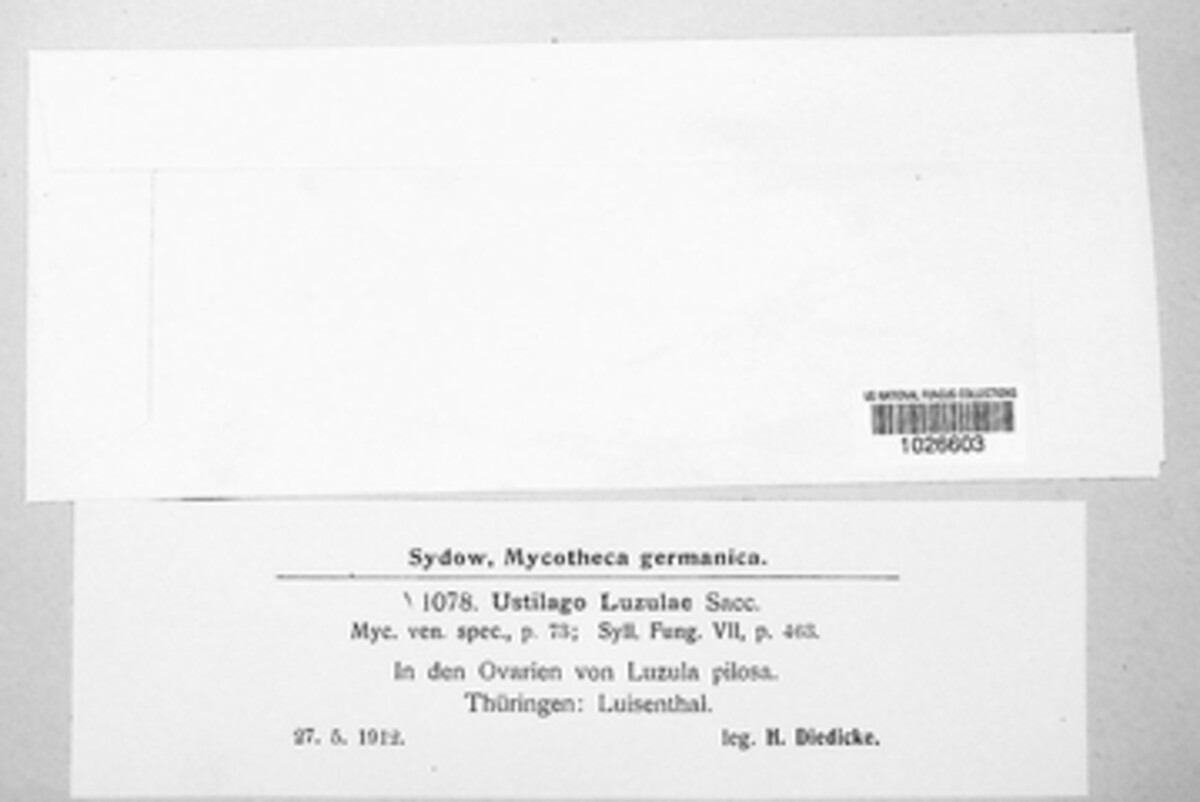 US NATIONAL FUNGUS COLLECTIONS
1026603
Sydow, Mycotheca germanica.
1078. Ustilago Luzulae Sacc.
Myc. ven. spec., p. 73; Syll. Fung. VII, p. 463.
In den Ovarien von Luzula pilosa.
Thüringen: Luisenthal.
27. 5. 1912. leg. H. Diedicke.